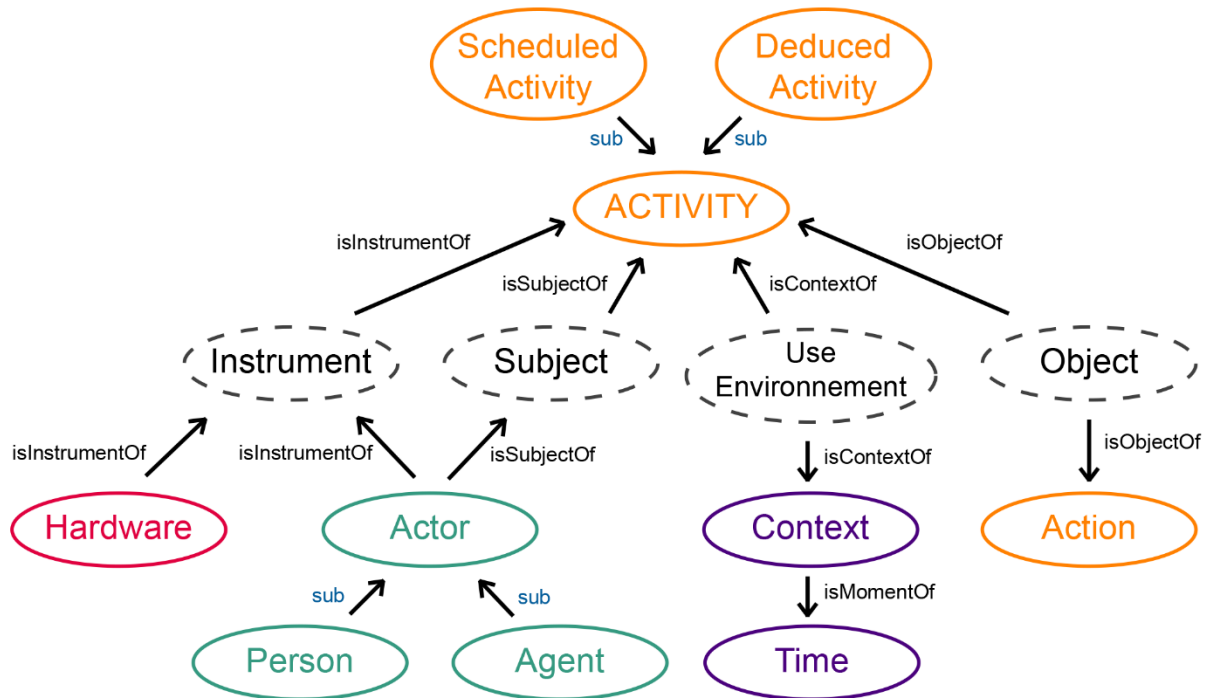 Scheduled
Activity
Deduced
Activity
sub
sub
ACTIVITY
isInstrumentOf
isObjectOf
isSubjectOf
isContextOf
Instrument
Subject
Use
Environnement
Object
isInstrumentOf
isInstrumentOf
isSubjectOf
isContextOf
isObjectOf
Hardware
Actor
Context
Action
sub
sub
isMomentOf
Person
Agent
Time